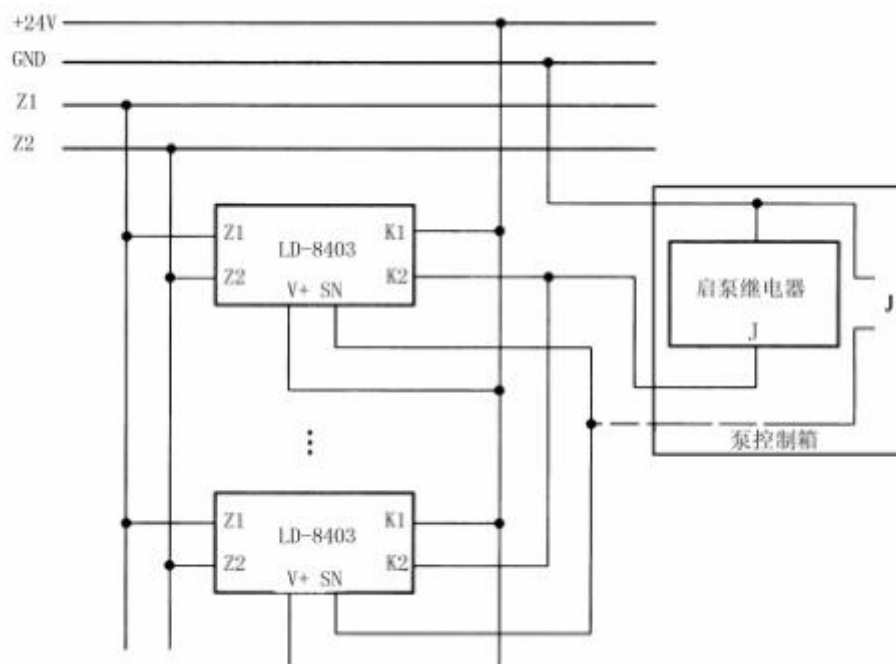 +24V
GND
Z1
Z2
Z1 K1
LD-8403
Z2 K2
V+ SN
启泵继电器
J
J
泵控制箱
Z1 K1
LD-8403
Z2 K2
V+ SN